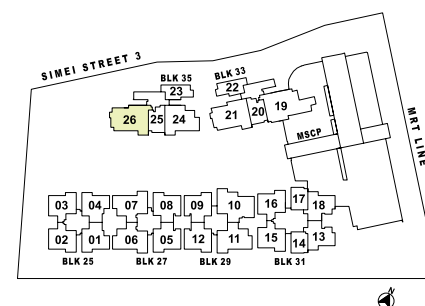 SIMEI STREET 3
BLK 35
BLK 33
23
22
26
25
24
21
20
19
MSCP
MRT LINE
03
04
07
08
09
10
16
17
18
02
01
06
05
12
11
15
14
13
BLK 25
BLK 27
BLK 29
BLK 31